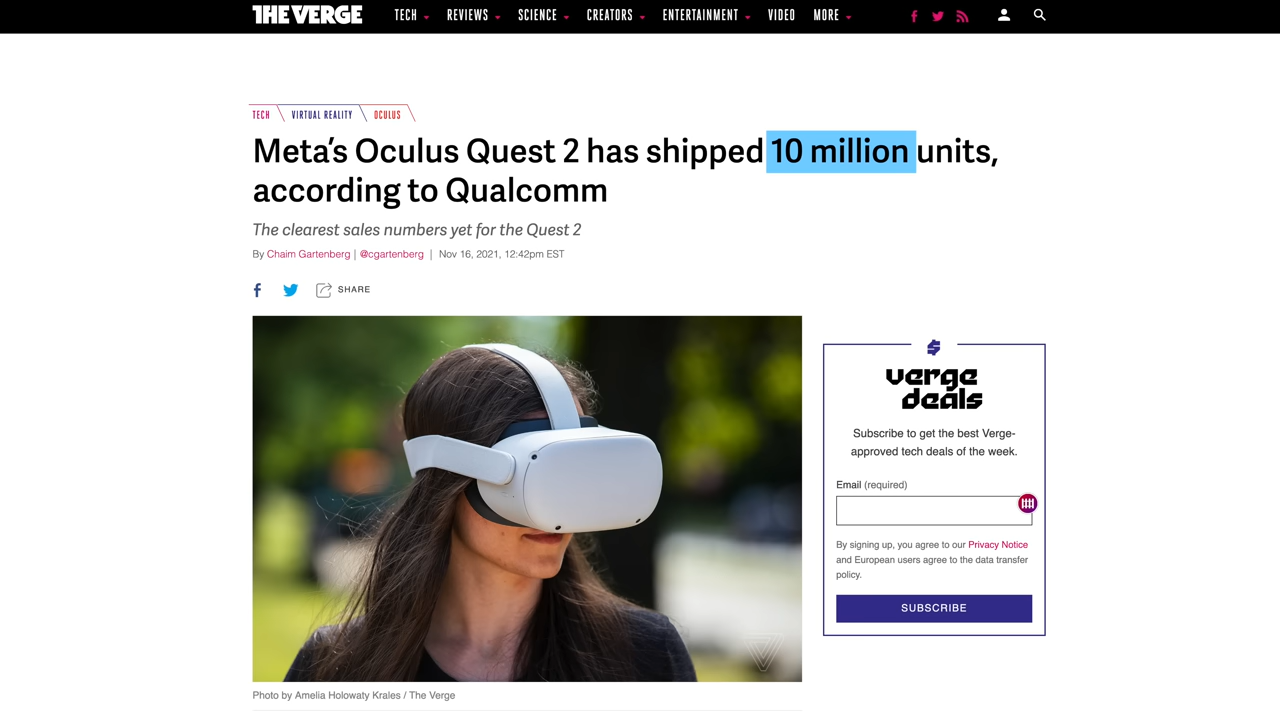 THE VERGE
TECH REVIEWS SCIENCE CREATORS ENTERTAINMENT VIDEO MORE
TECH VIRTUAL REALITY OCULUS
Meta’s Oculus Quest 2 has shipped 10 million units,
according to Qualcomm
The clearest sales numbers yet for the Quest 2
By Chaim Gartenberg | @cgartenberg | Nov 16, 2021, 12:42pm EST
SHARE
verge
deals
Subscribe to get the best Verge-
approved tech deals of the week.
Email (required)
By signing up, you agree to our Privacy Notice
and European users agree to the data transfer
policy.
SUBSCRIBE
Photo by Amelia Holowaty Krales / The Verge